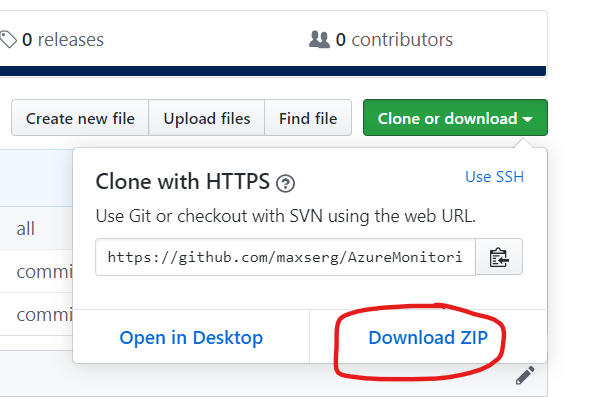 0 releases
0 contributors
Create new file
Upload files
Find file
Clone or download
Clone with HTTPS
Use SSH
Use Git or checkout with SVN using the web URL.
all
https://github.com/maxserg/AzureMonitori
commi
commi
Open in Desktop
Download ZIP